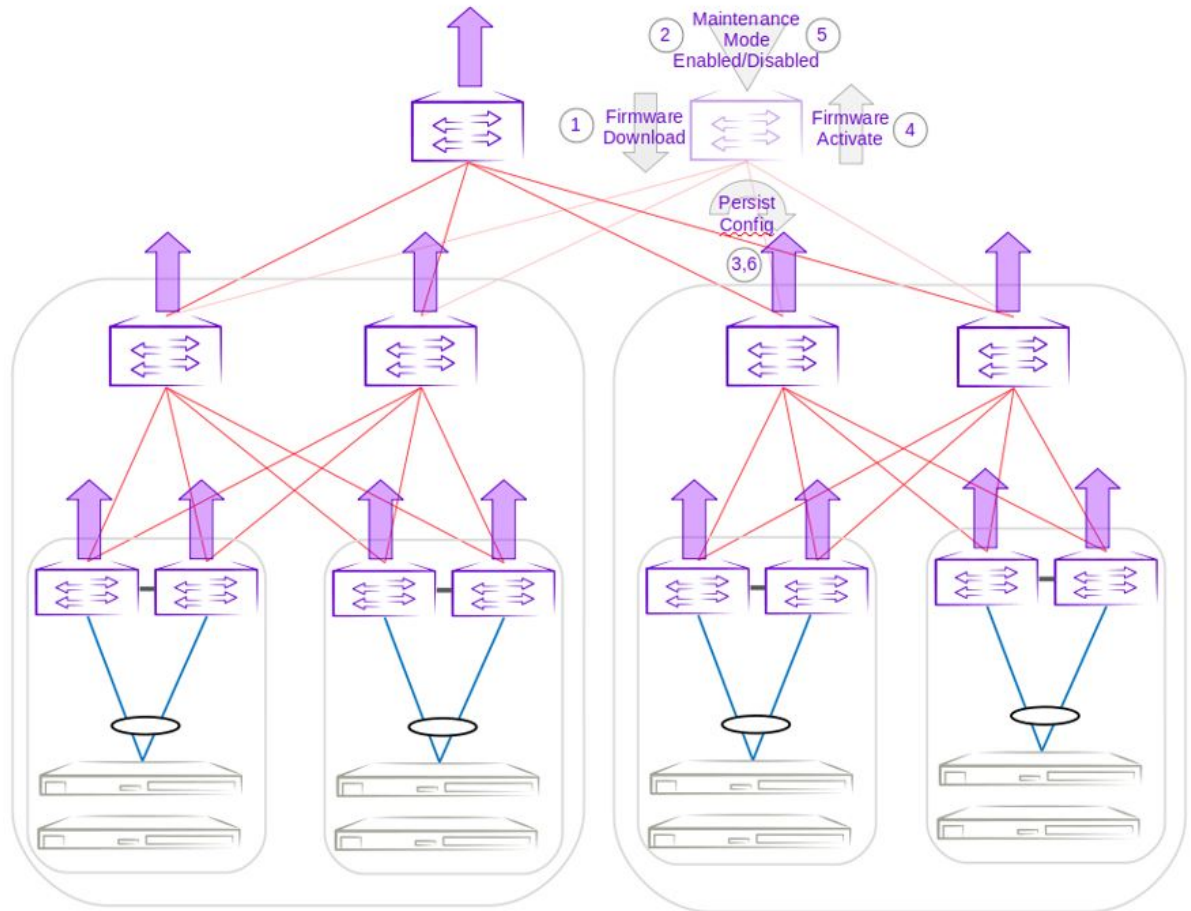 2
Maintenance
Mode
Enabled/Disabled
5
1
Firmware
Download
Firmware
Activate
4
Persist
Config
3,6